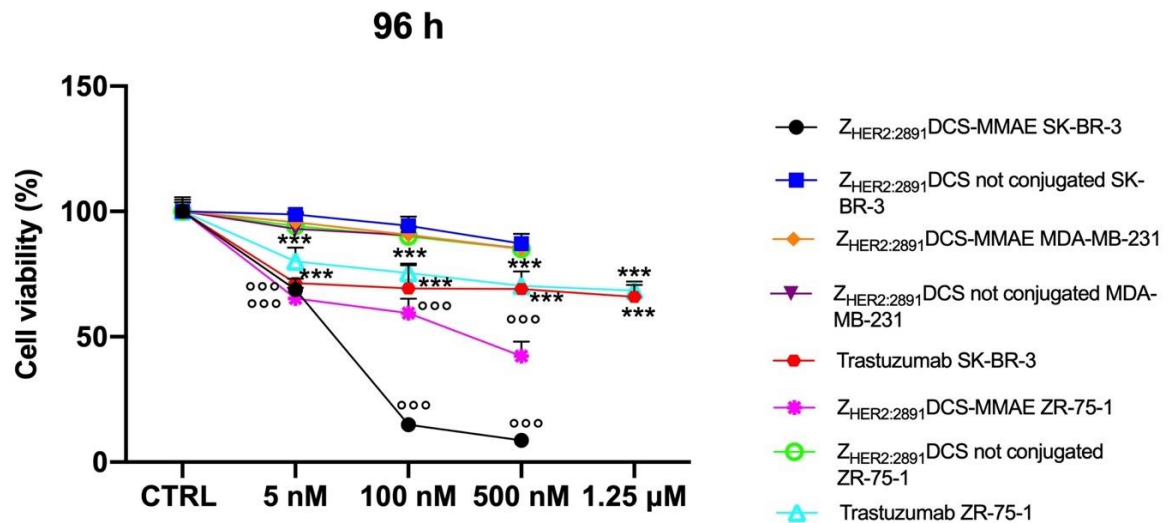 96 h
Cell viability (%)
150
100
50
0
CTRL 5 nM 100 nM 500 nM 1.25 µM
*** *** *** ***
*** *** *** ***
°°° °°° °°°
°°°
°°° °°°
ZHER2:2891DCS-MMAE SK-BR-3
ZHER2:2891DCS not conjugated SK-
BR-3
ZHER2:2891DCS-MMAE MDA-MB-231
ZHER2:2891DCS not conjugated MDA-
MB-231
Trastuzumab SK-BR-3
ZHER2:2891DCS-MMAE ZR-75-1
ZHER2:2891DCS not conjugated
ZR-75-1
Trastuzumab ZR-75-1